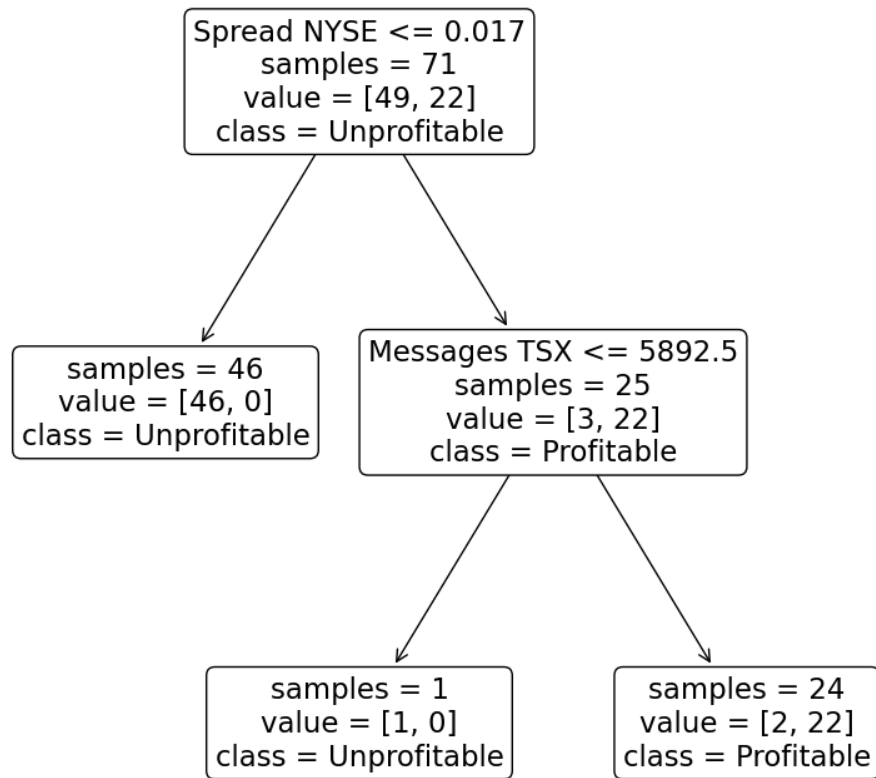 Spread NYSE <= 0.017
samples = 71
value = [49, 22]
class = Unprofitable
samples = 46
value = [46, 0]
class = Unprofitable
Messages TSX <= 5892.5
samples = 25
value = [3, 22]
class = Profitable
samples = 1
value = [1, 0]
class = Unprofitable
samples = 24
value = [2, 22]
class = Profitable